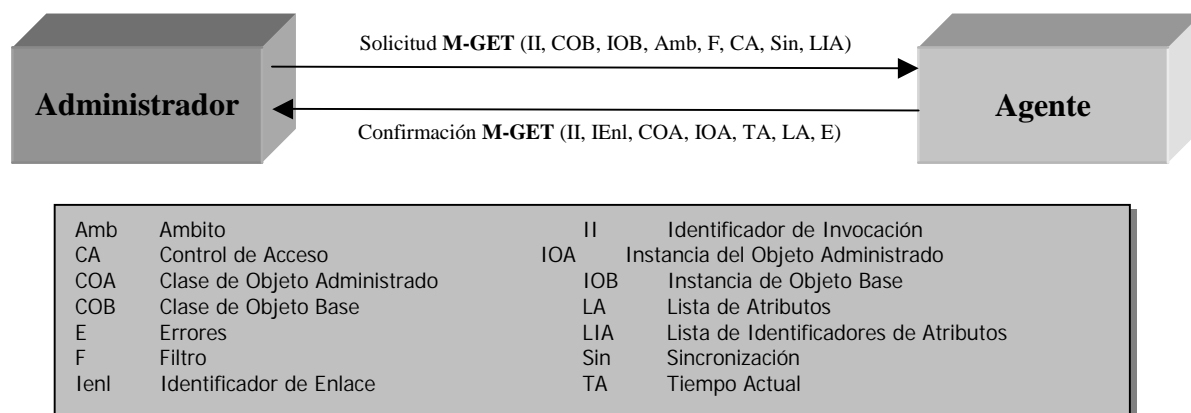 Solicitud M-GET (II, COB, IOB, Amb, F, CA, Sin, LIA)
Administrador
Agente
Confirmación M-GET (II, IEnl, COA, IOA, TA, LA, E)
Amb Ambito II Identificador de Invocación
CA Control de Acceso IOA Instancia del Objeto Administrado
COA Clase de Objeto Administrado IOB Instancia de Objeto Base
COB Clase de Objeto Base LA Lista de Atributos
E Errores LIA Lista de Identificadores de Atributos
F Filtro Sin Sincronización
Ienl Identificador de Enlace TA Tiempo Actual